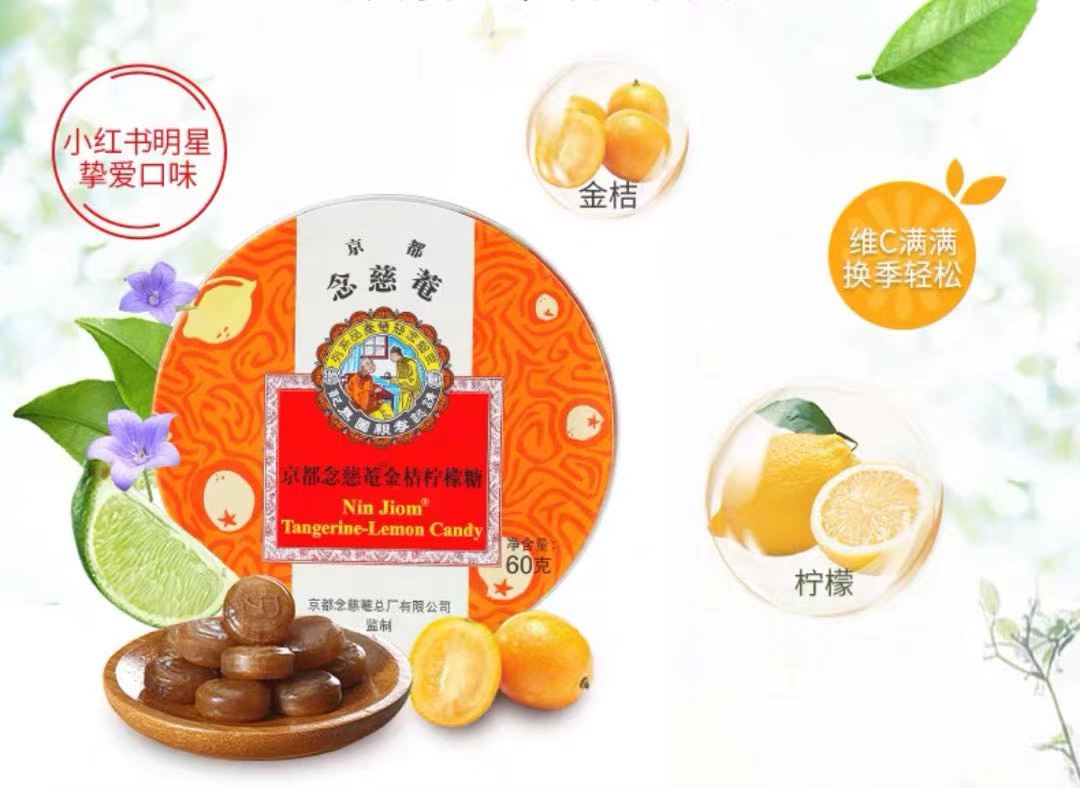 小红书明星
挚爱口味
金桔
维C满满
换季轻松
京都
念慈菴
京都念慈菴金桔柠檬糖
Nin Jiom®
Tangerine-Lemon Candy
净含量:
60克
京都念慈菴总厂有限公司
监制
柠檬